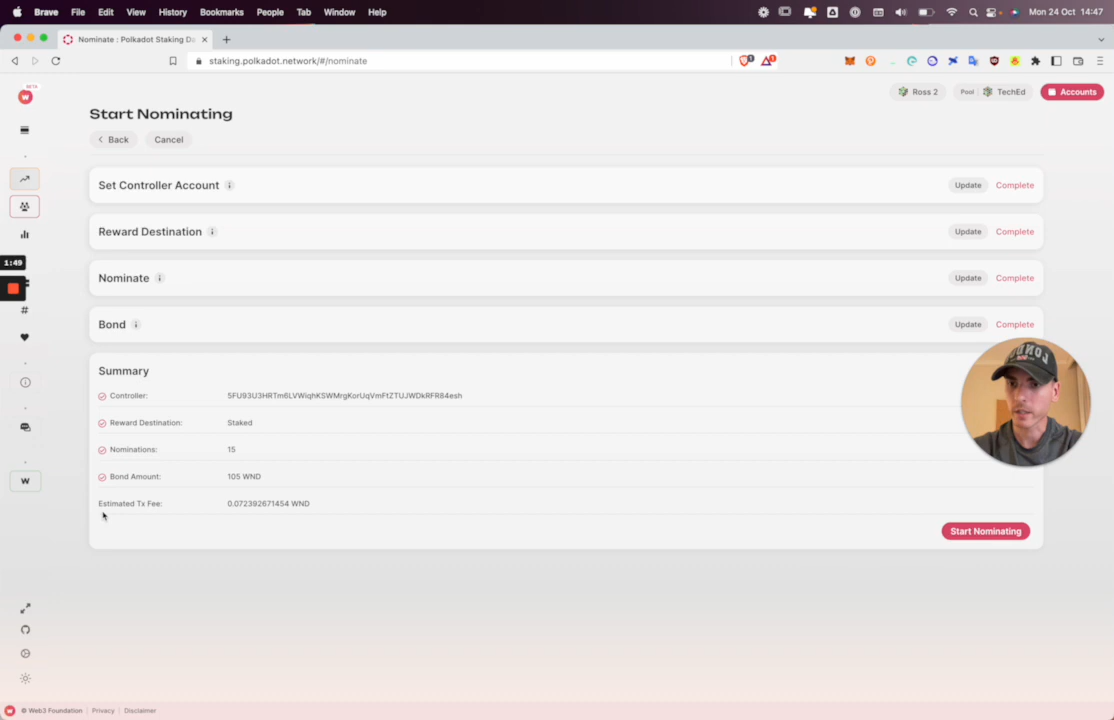 Brave File Edit View History Bookmarks People Tab Window Help Mon 24 Oct 14:47
Nominate : Polkadot Staking Da
staking.polkadot.network/#/nominate
BETA
Ross 2 Pool TechEd Accounts
Start Nominating
Back Cancel
Set Controller Account Update Complete
Reward Destination Update Complete
1:49
Nominate Update Complete
#
Bond Update Complete
Summary
Controller: 5FU93U3HRTm6LVWiqhKSWMrgKorUqVmFtZTUJWDkRFR84esh
Reward Destination: Staked
Nominations: 15
Bond Amount: 105 WND
W
Estimated Tx Fee: 0.072392671454 WND
Start Nominating
© Web3 Foundation Privacy Disclaimer